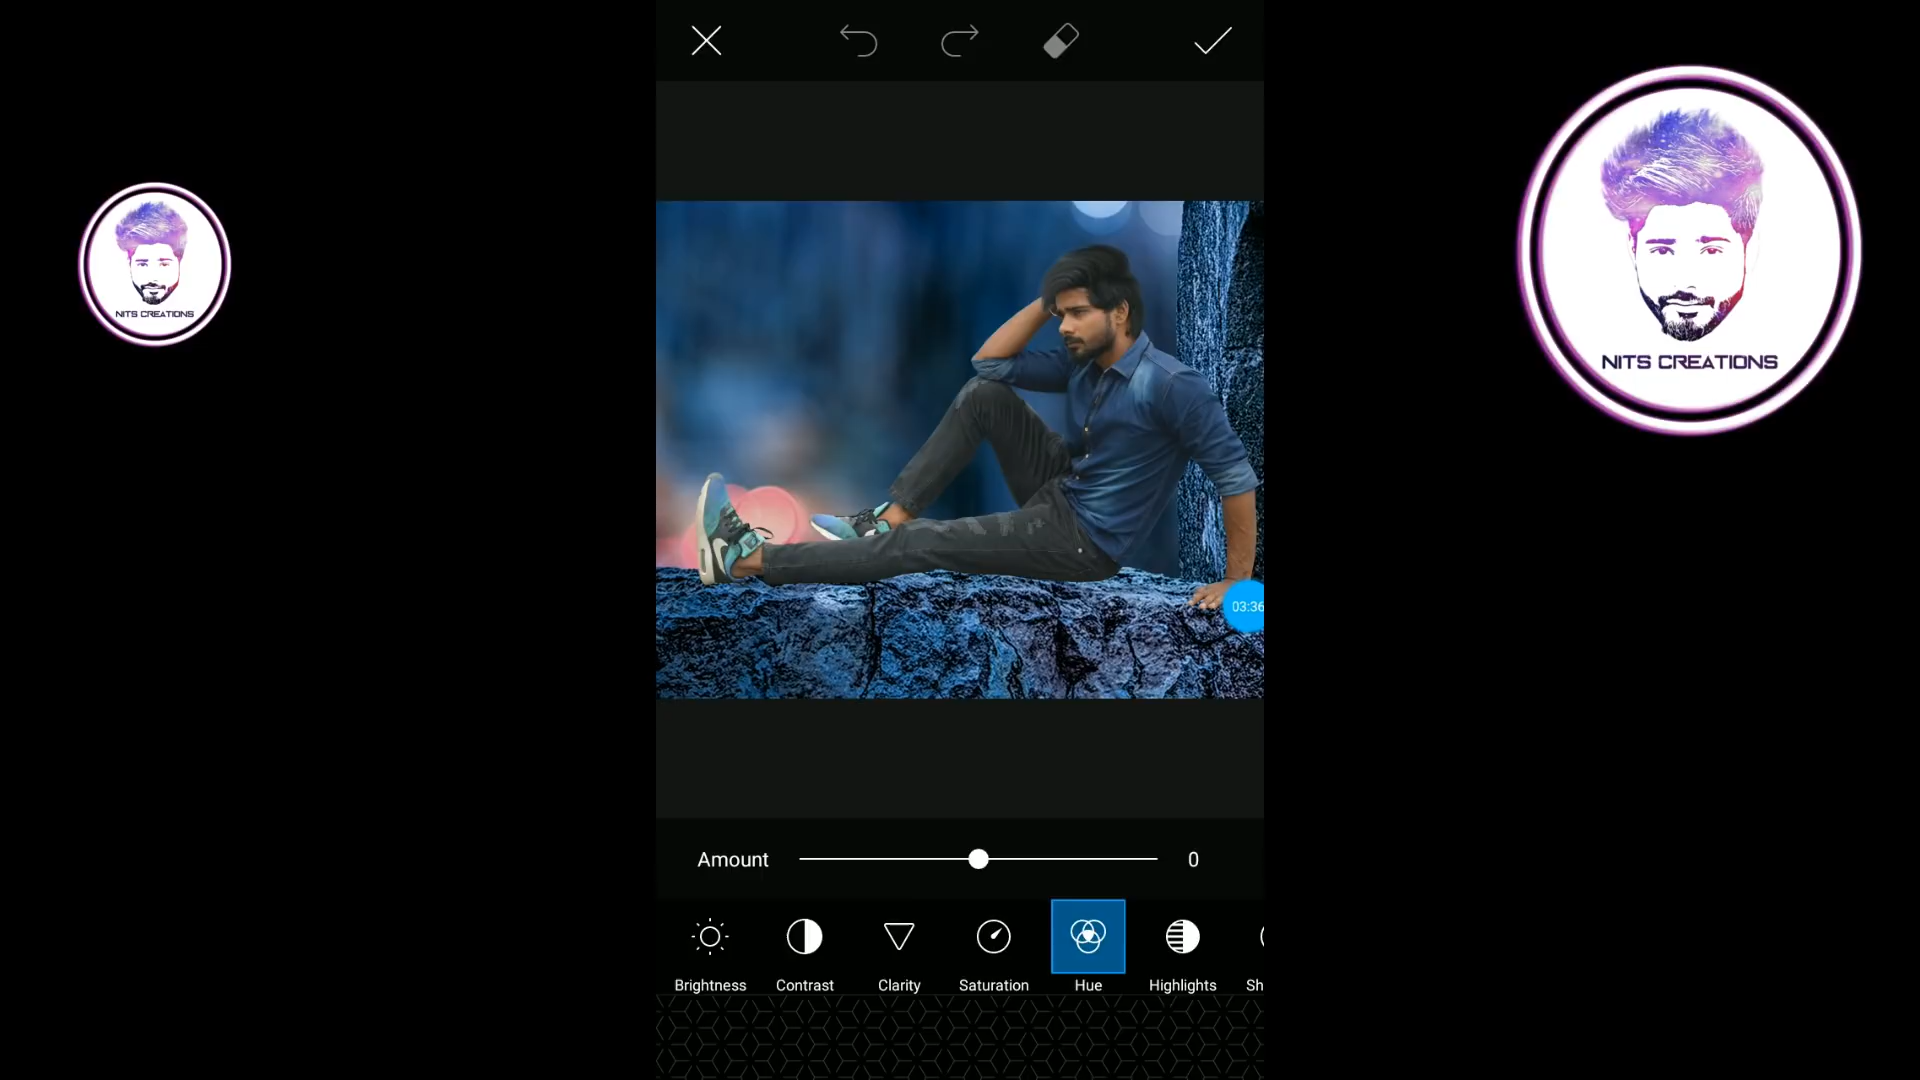 NITS CREATIONS
NITS CREATIONS
03:36
Amount 0
Brightness Contrast Clarity Saturation Hue Highlights Sh